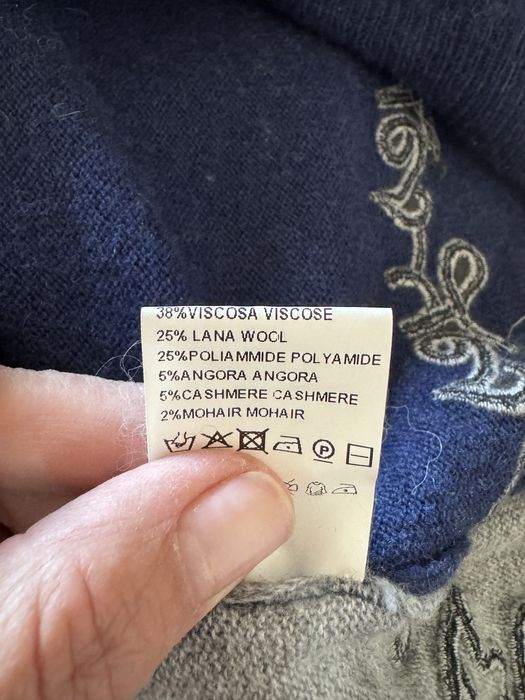 38%VISCOSA VISCOSE
25% LANA WOOL
25%POLIAMMIDE POLYAMIDE
5%ANGORA ANGORA
5%CASHMERE CASHMERE
2%MOHAIR MOHAIR
P